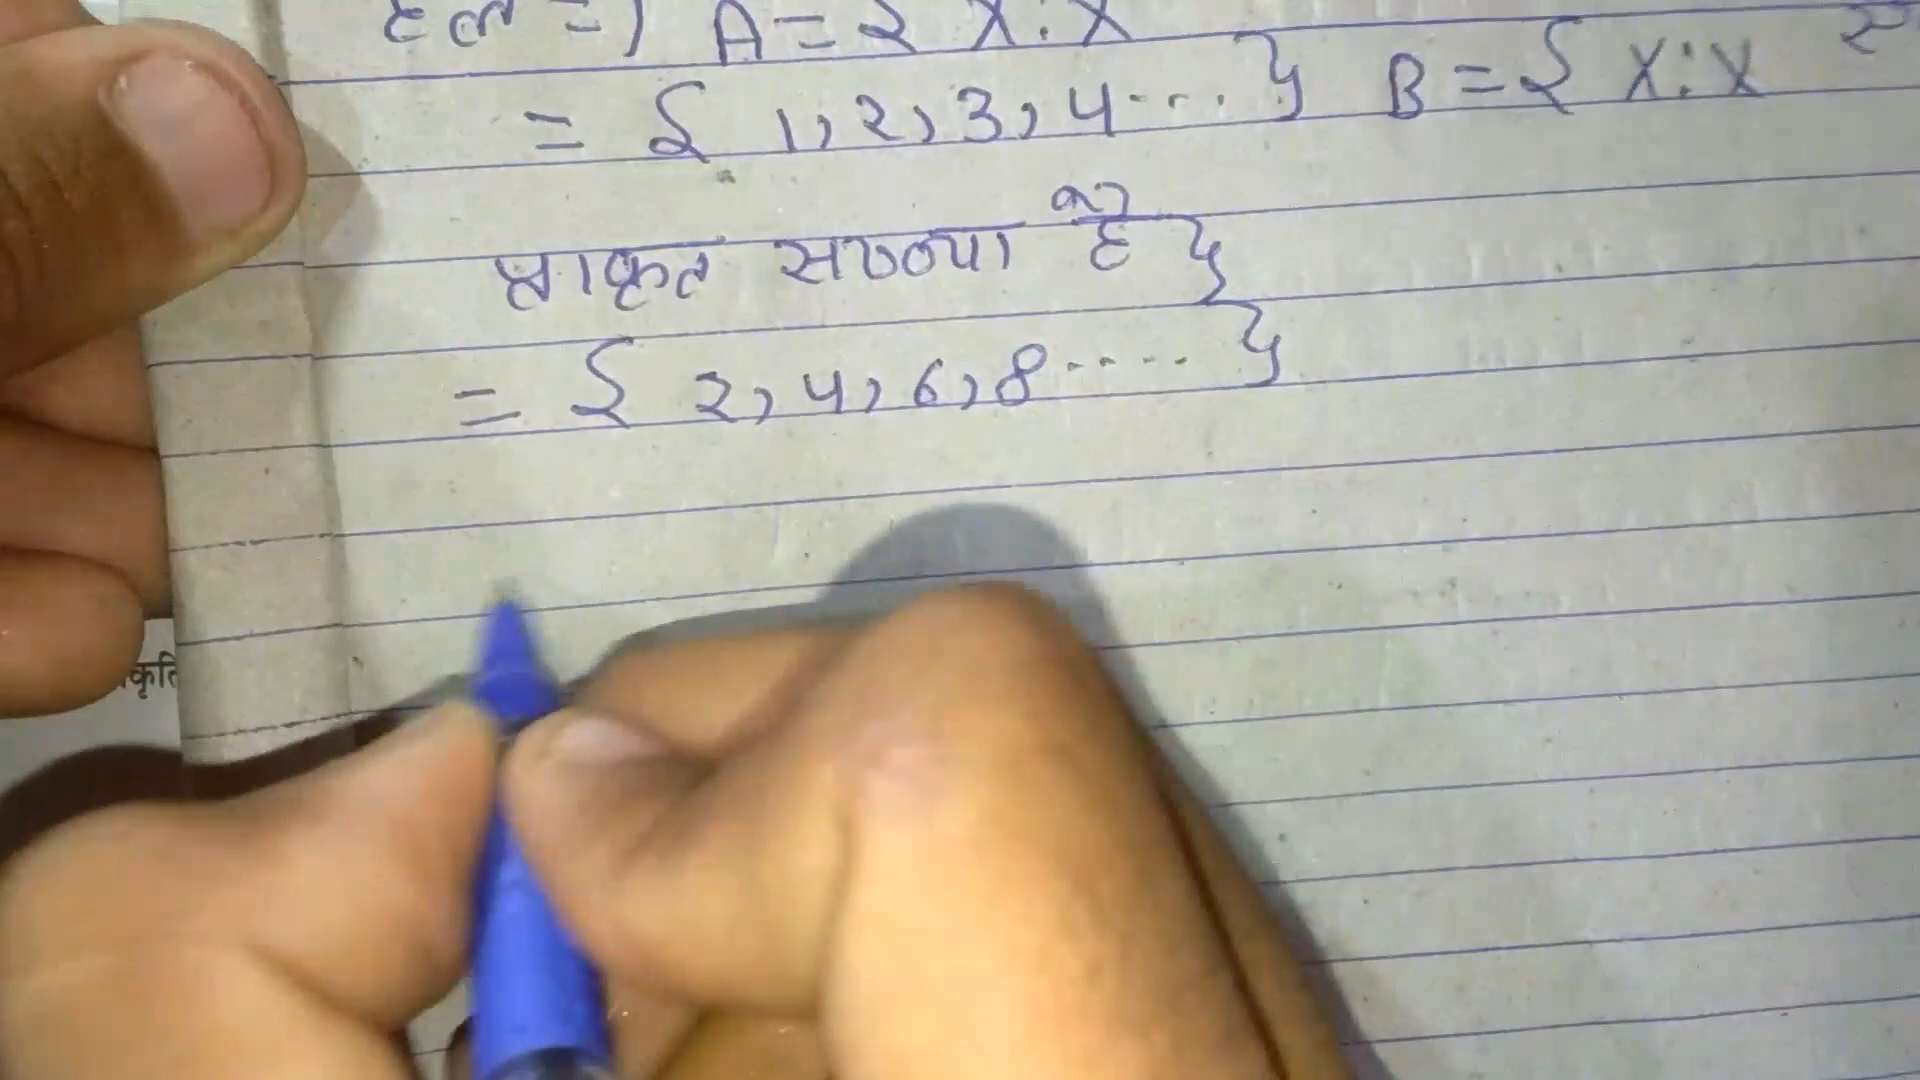 हल => A = { x : x
= { 1, 2, 3, 4 ... } B = { x : x
प्राकृत संख्या है }
= { 2, 4, 6, 8 .... }